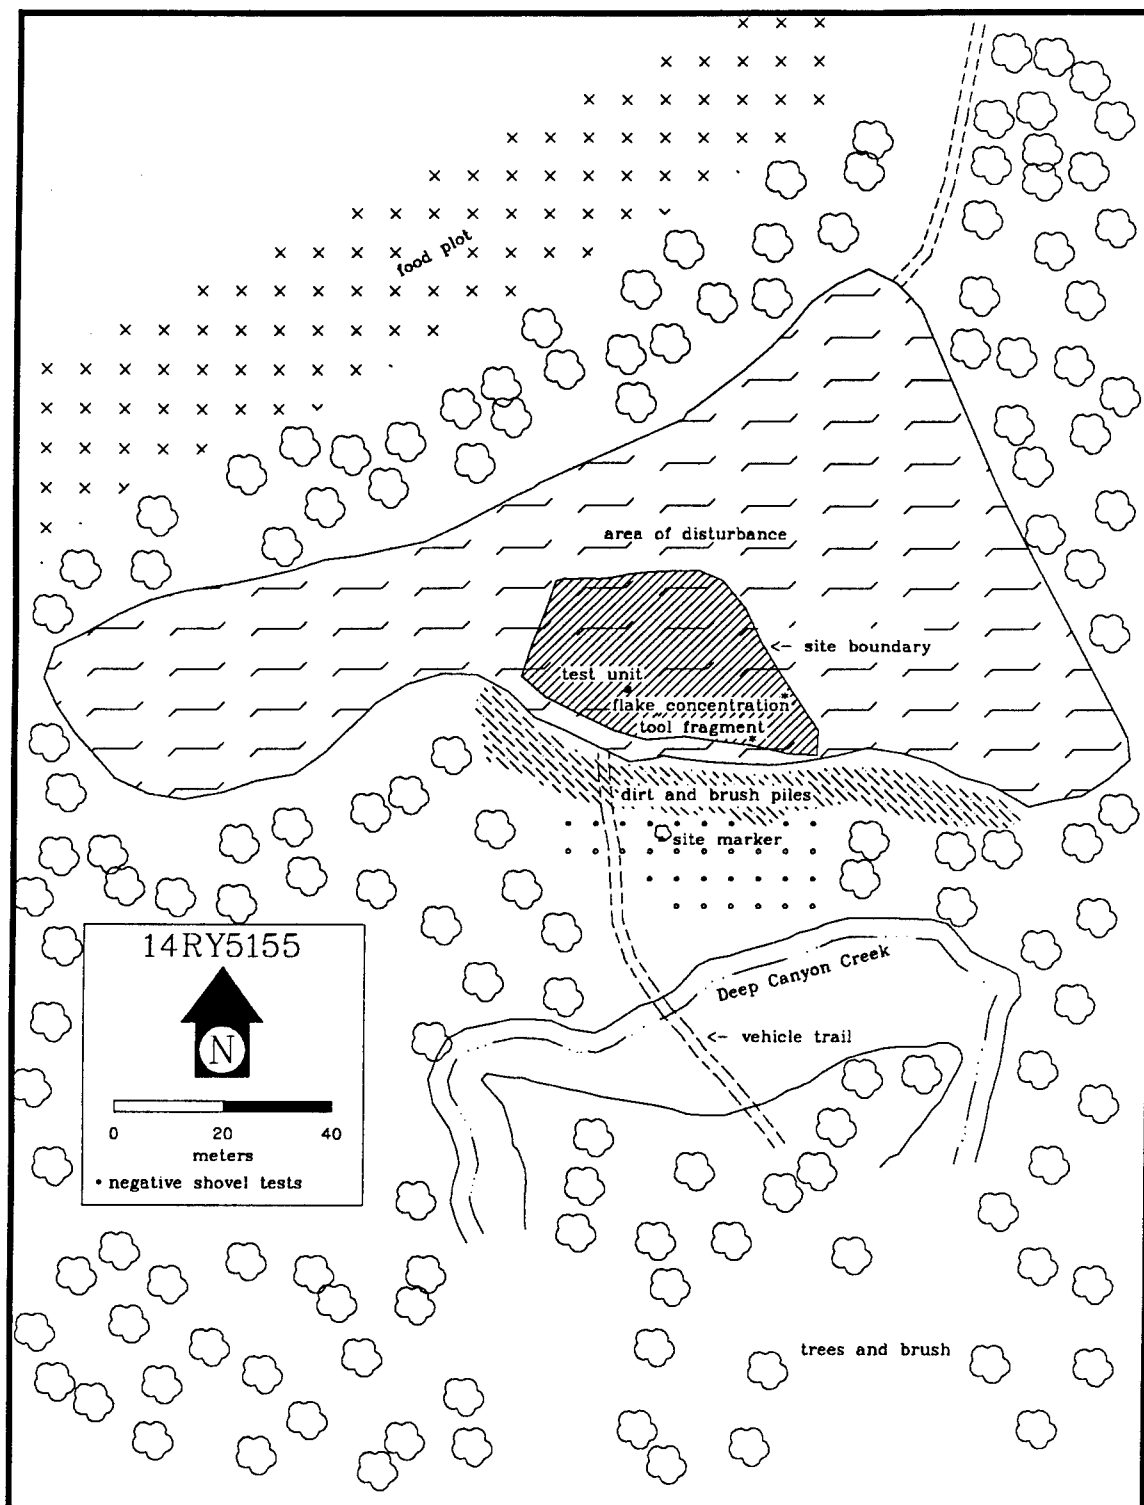 food plot
area of disturbance
<- site boundary
test unit
flake concentration*
tool fragment
*
dirt and brush piles
site marker
14RY5155
Deep Canyon Creek
N
<- vehicle trail
0 20 40
meters
• negative shovel tests
trees and brush